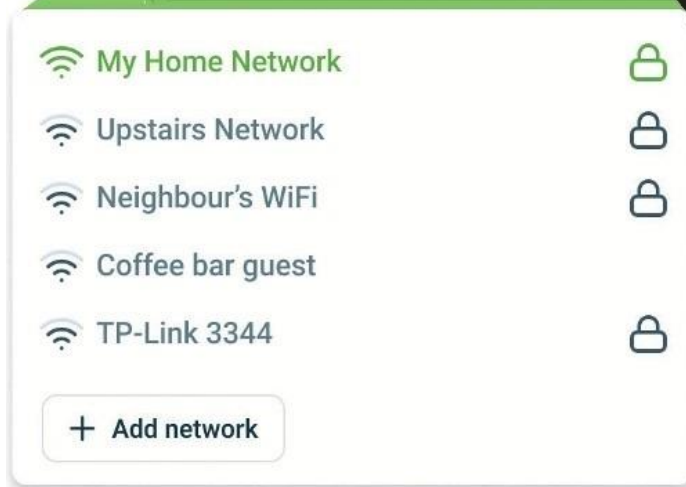 My Home Network
Upstairs Network
Neighbour’s WiFi
Coffee bar guest
TP-Link 3344
+ Add network